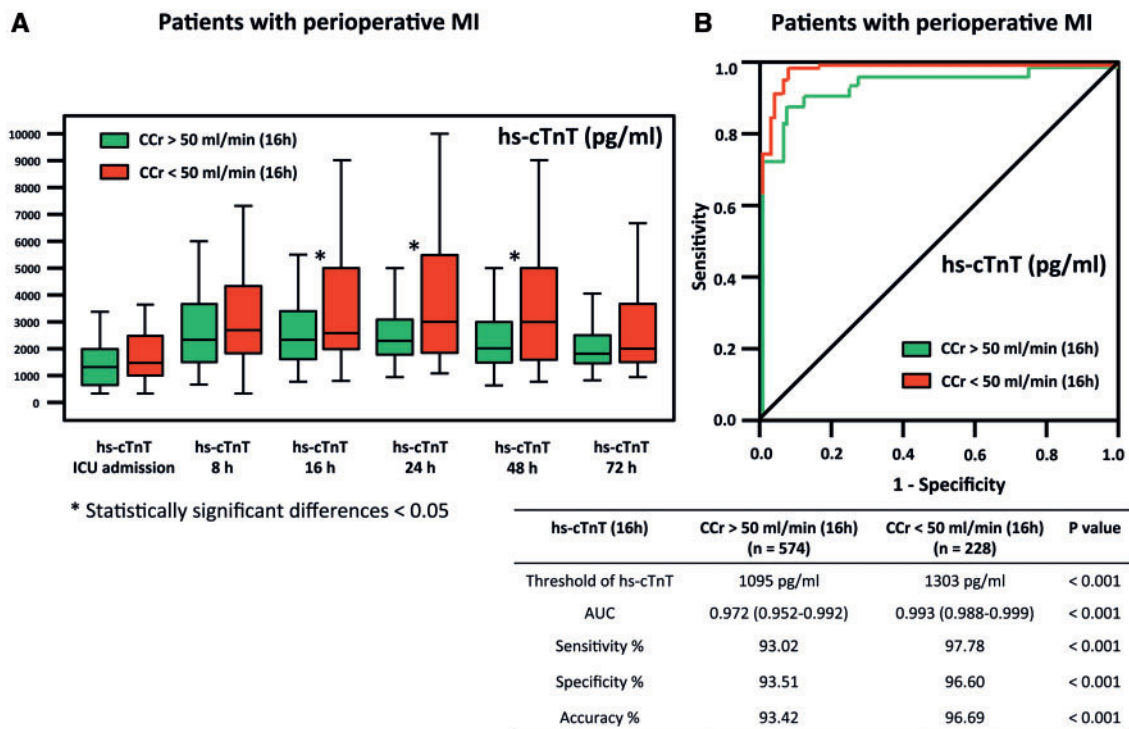 A
Patients with perioperative MI
hs-cTnT (pg/ml)
CCr > 50 ml/min (16h)
CCr < 50 ml/min (16h)
10000
9000
8000
7000
6000
5000
4000
3000
2000
1000
0
*
*
*
hs-cTnT hs-cTnT hs-cTnT hs-cTnT hs-cTnT hs-cTnT
ICU admission 8 h 16 h 24 h 48 h 72 h
* Statistically significant differences < 0.05
B
Patients with perioperative MI
1.0
0.8
0.6
0.4
0.2
0.0
Sensitivity
hs-cTnT (pg/ml)
CCr > 50 ml/min (16h)
CCr < 50 ml/min (16h)
0.0 0.2 0.4 0.6 0.8 1.0
1 - Specificity
hs-cTnT (16h) CCr > 50 ml/min (16h) CCr < 50 ml/min (16h) P value
(n = 574) (n = 228)
Threshold of hs-cTnT 1095 pg/ml 1303 pg/ml < 0.001
AUC 0.972 (0.952-0.992) 0.993 (0.988-0.999) < 0.001
Sensitivity % 93.02 97.78 < 0.001
Specificity % 93.51 96.60 < 0.001
Accuracy % 93.42 96.69 < 0.001